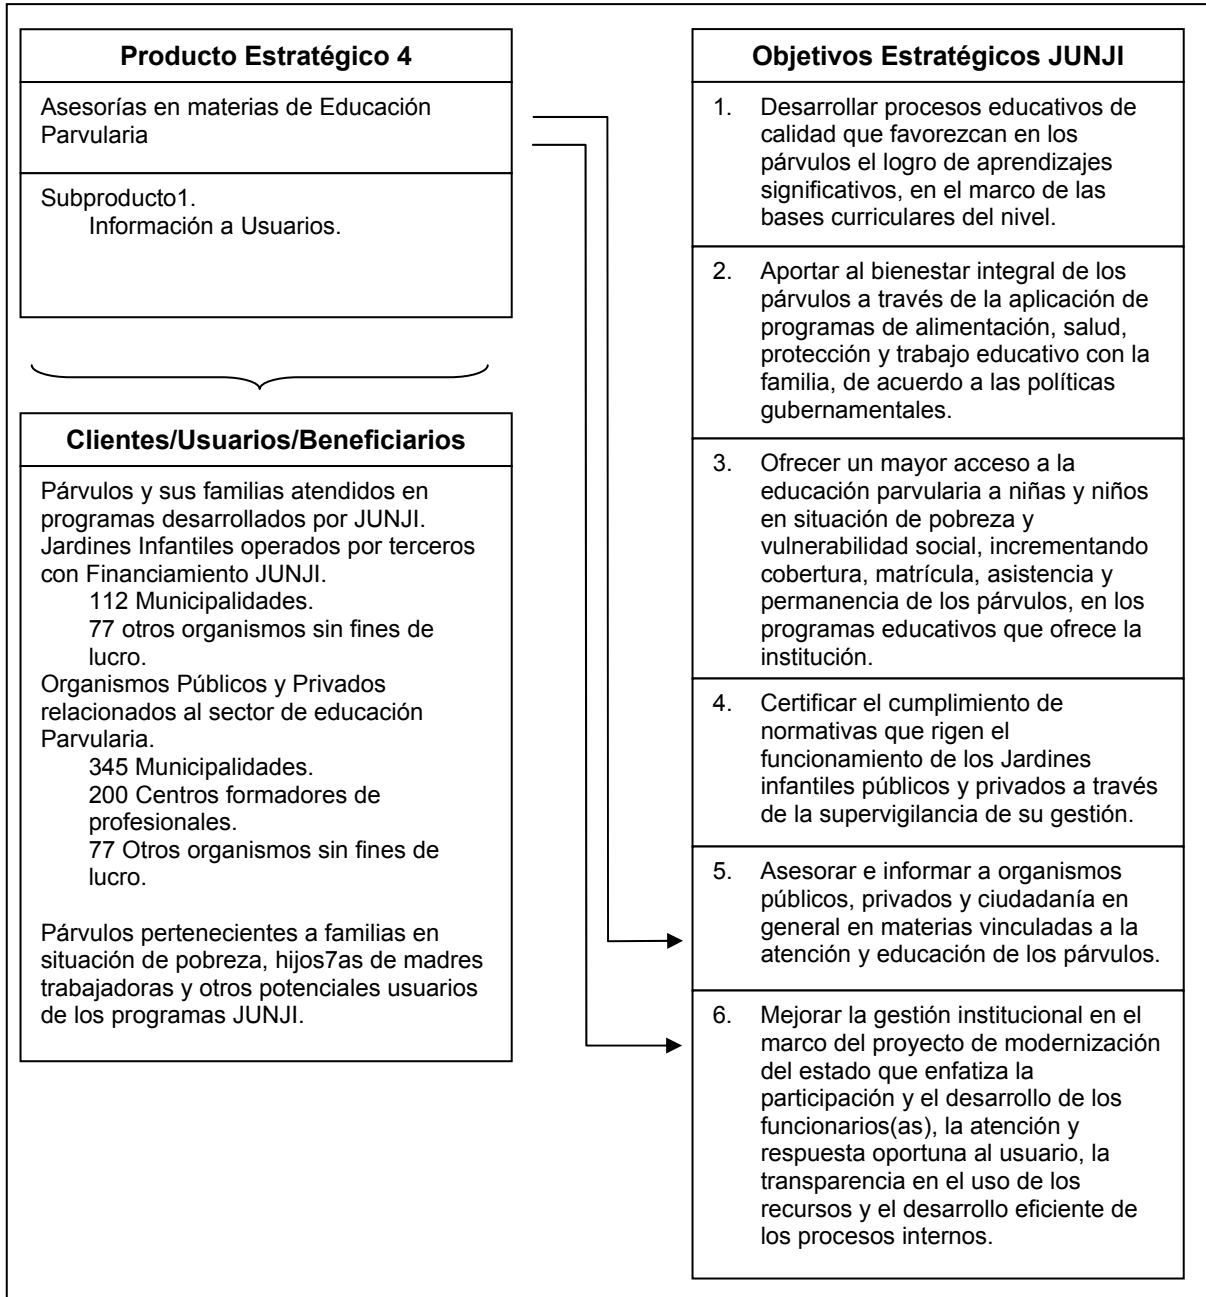 Producto Estratégico 4
Asesorías en materias de Educación
Parvularia
Subproducto1.
Información a Usuarios.
Clientes/Usuarios/Beneficiarios
Párvulos y sus familias atendidos en
programas desarrollados por JUNJI.
Jardines Infantiles operados por terceros
con Financiamiento JUNJI.
112 Municipalidades.
77 otros organismos sin fines de
lucro.
Organismos Públicos y Privados
relacionados al sector de educación
Parvularia.
345 Municipalidades.
200 Centros formadores de
profesionales.
77 Otros organismos sin fines de
lucro.
Párvulos pertenecientes a familias en
situación de pobreza, hijos7as de madres
trabajadoras y otros potenciales usuarios
de los programas JUNJI.
Objetivos Estratégicos JUNJI
1. Desarrollar procesos educativos de
calidad que favorezcan en los
párvulos el logro de aprendizajes
significativos, en el marco de las
bases curriculares del nivel.
2. Aportar al bienestar integral de los
párvulos a través de la aplicación de
programas de alimentación, salud,
protección y trabajo educativo con la
familia, de acuerdo a las políticas
gubernamentales.
3. Ofrecer un mayor acceso a la
educación parvularia a niñas y niños
en situación de pobreza y
vulnerabilidad social, incrementando
cobertura, matrícula, asistencia y
permanencia de los párvulos, en los
programas educativos que ofrece la
institución.
4. Certificar el cumplimiento de
normativas que rigen el
funcionamiento de los Jardines
infantiles públicos y privados a través
de la supervigilancia de su gestión.
5. Asesorar e informar a organismos
públicos, privados y ciudadanía en
general en materias vinculadas a la
atención y educación de los párvulos.
6. Mejorar la gestión institucional en el
marco del proyecto de modernización
del estado que enfatiza la
participación y el desarrollo de los
funcionarios(as), la atención y
respuesta oportuna al usuario, la
transparencia en el uso de los
recursos y el desarrollo eficiente de
los procesos internos.